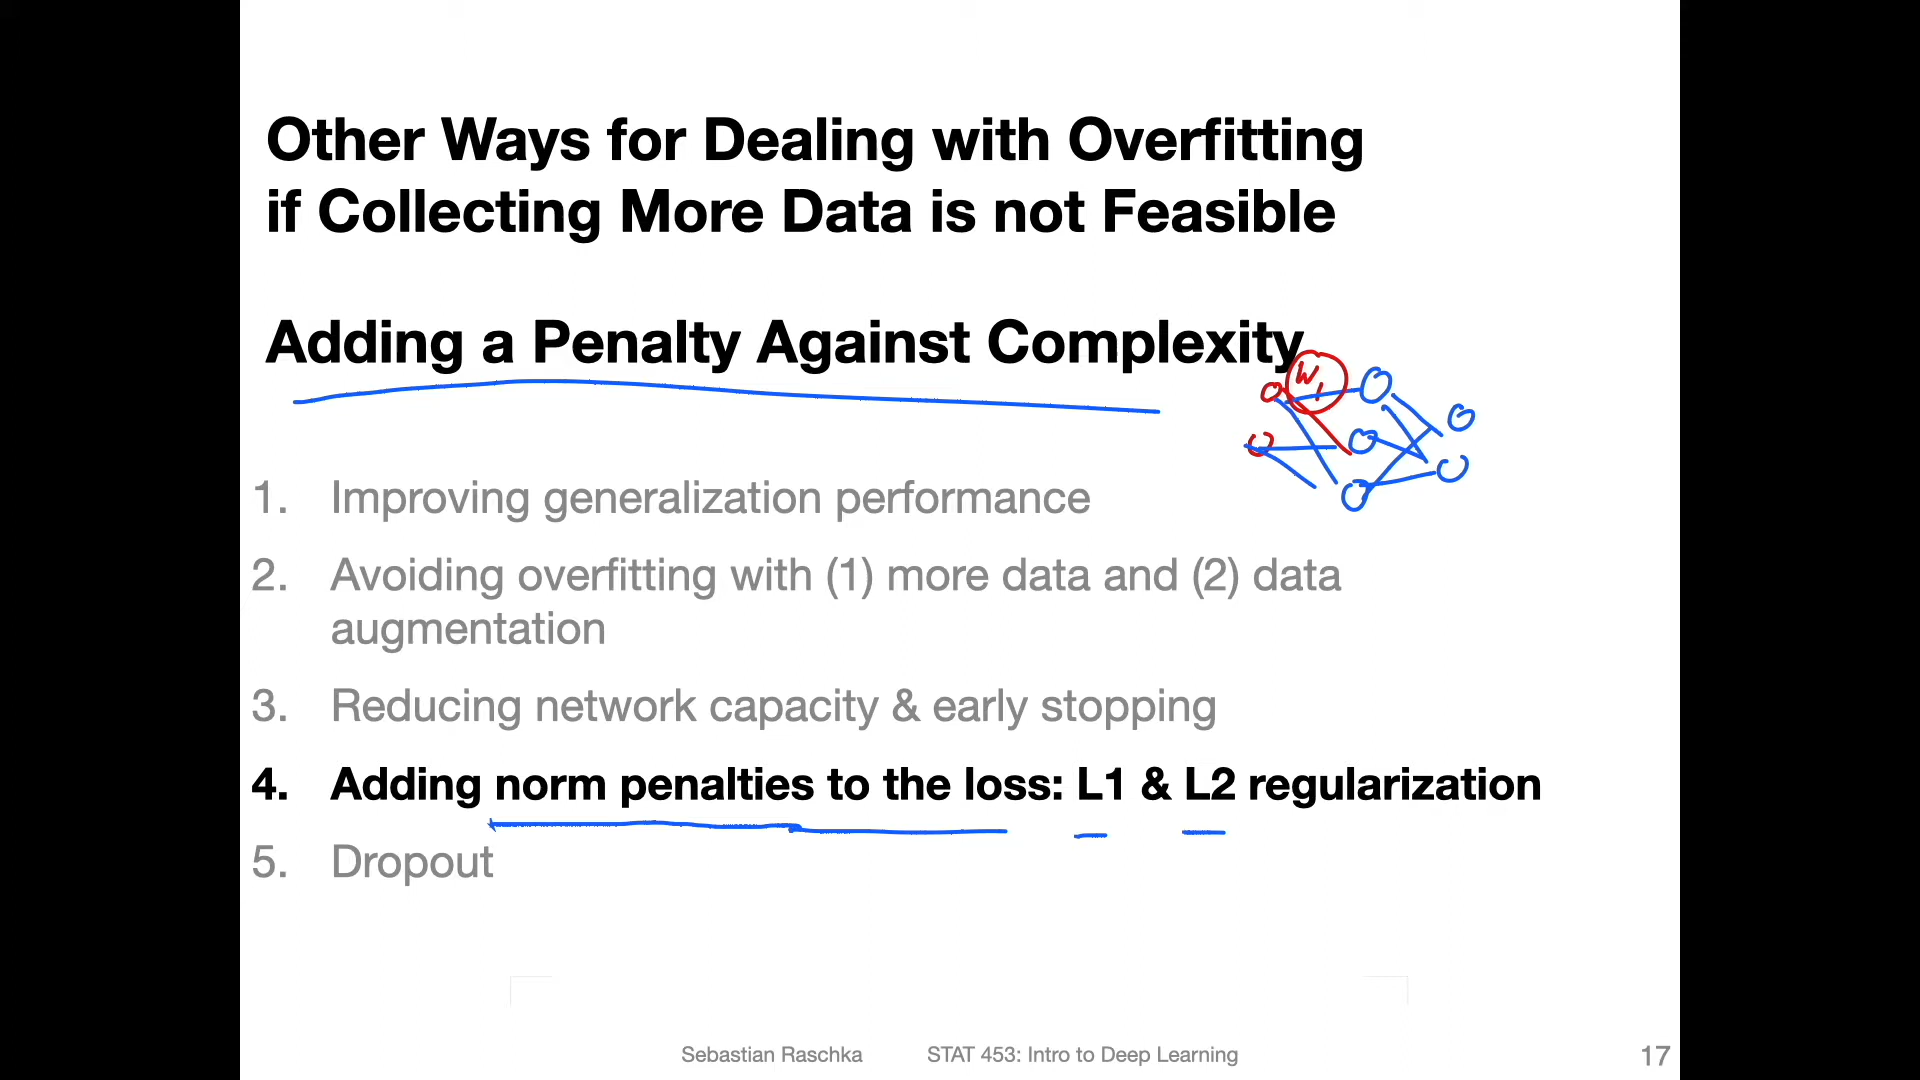 Other Ways for Dealing with Overfitting
if Collecting More Data is not Feasible
Adding a Penalty Against Complexity
W1
1. Improving generalization performance
2. Avoiding overfitting with (1) more data and (2) data
augmentation
3. Reducing network capacity & early stopping
4. Adding norm penalties to the loss: L1 & L2 regularization
5. Dropout
Sebastian Raschka STAT 453: Intro to Deep Learning 17